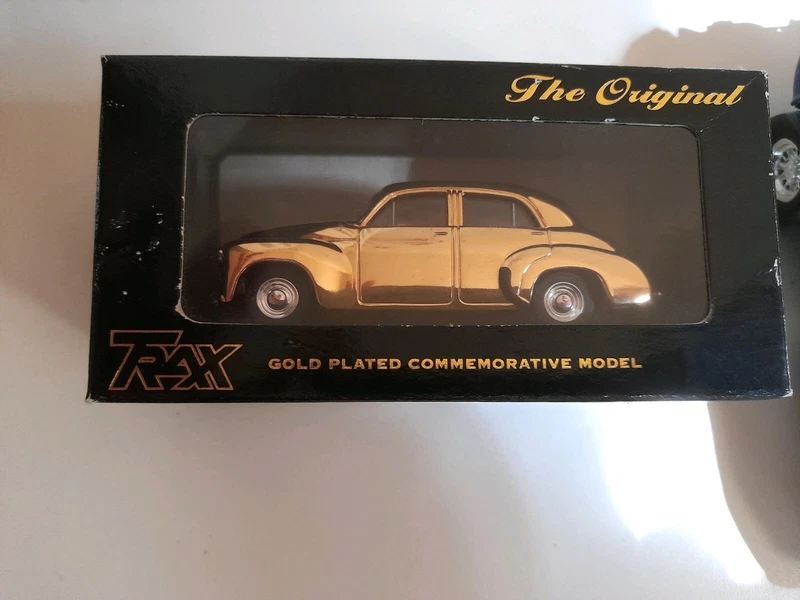 The Original
TRAX
GOLD PLATED COMMEMORATIVE MODEL